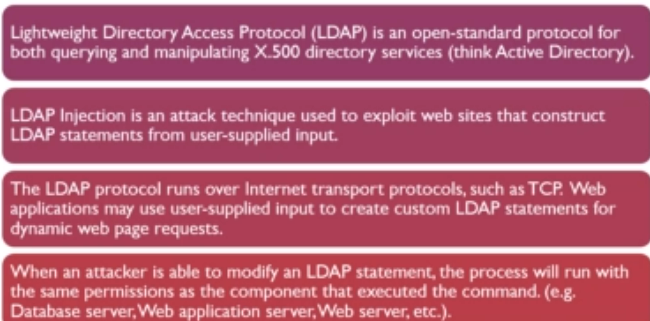 Lightweight Directory Access Protocol (LDAP) is an open-standard protocol for
both querying and manipulating X.500 directory services (think Active Directory).
LDAP Injection is an attack technique used to exploit web sites that construct
LDAP statements from user-supplied input.
The LDAP protocol runs over Internet transport protocols, such as TCP. Web
applications may use user-supplied input to create custom LDAP statements for
dynamic web page requests.
When an attacker is able to modify an LDAP statement, the process will run with
the same permissions as the component that executed the command. (e.g.
Database server, Web application server, Web server, etc.).